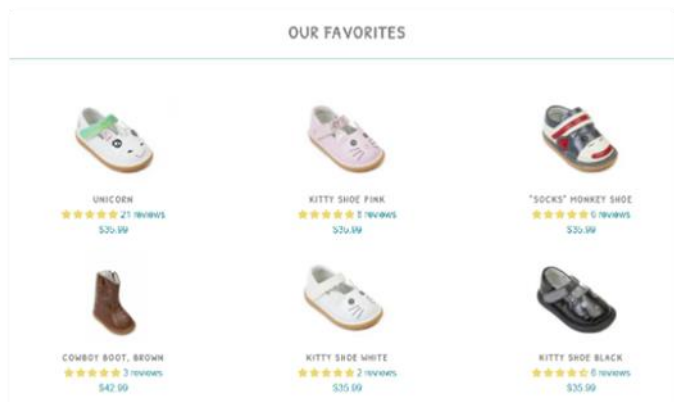 OUR FAVORITES
UNICORN
21 reviews
$35.99
KITTY SHOE PINK
8 reviews
$35.99
"SOCKS" MONKEY SHOE
6 reviews
$35.99
COWBOY BOOT, BROWN
3 reviews
$42.99
KITTY SHOE WHITE
2 reviews
$35.99
KITTY SHOE BLACK
6 reviews
$35.99